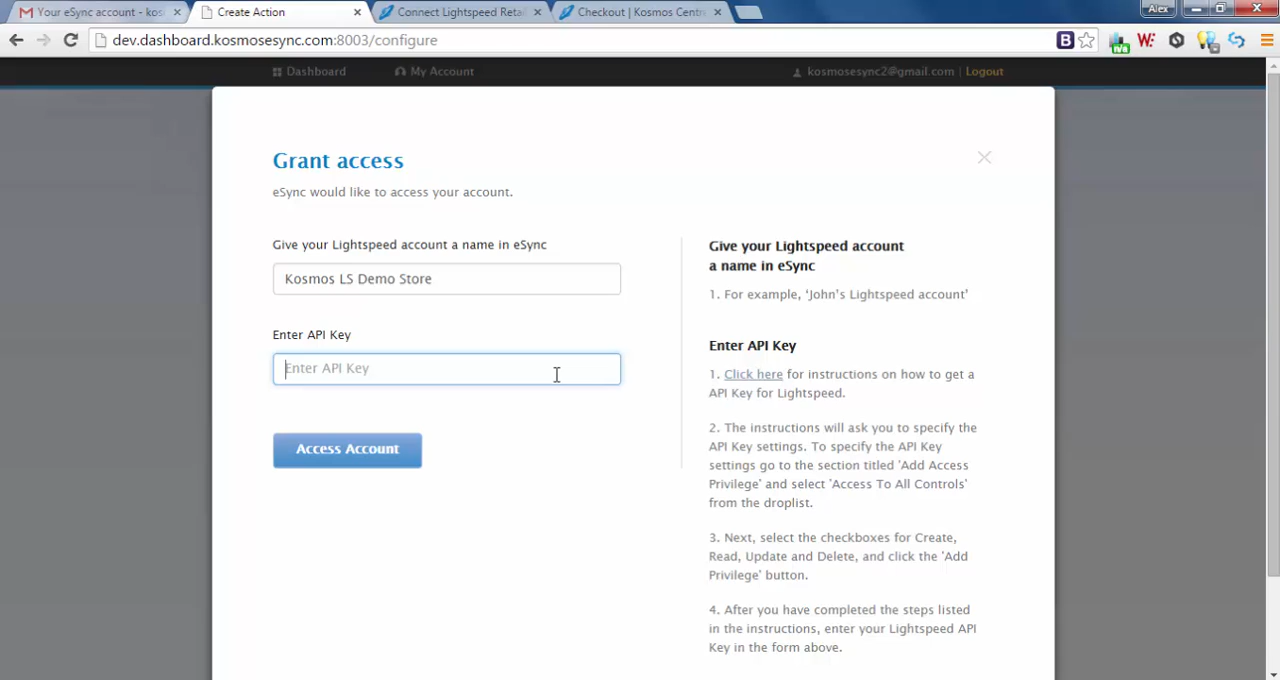 Your eSync account - kos
Create Action
Connect Lightspeed Retai
Checkout | Kosmos Centr
Alex
dev.dashboard.kosmosesync.com:8003/configure
Dashboard
My Account
kosmosesync2@gmail.com | Logout
Grant access
eSync would like to access your account.
Give your Lightspeed account a name in eSync
Kosmos LS Demo Store
Enter API Key
Enter API Key
Access Account
Give your Lightspeed account
a name in eSync
1. For example, ‘John’s Lightspeed account’
Enter API Key
1. Click here for instructions on how to get a
API Key for Lightspeed.
2. The instructions will ask you to specify the
API Key settings. To specify the API Key
settings go to the section titled 'Add Access
Privilege' and select 'Access To All Controls'
from the droplist.
3. Next, select the checkboxes for Create,
Read, Update and Delete, and click the 'Add
Privilege' button.
4. After you have completed the steps listed
in the instructions, enter your Lightspeed API
Key in the form above.